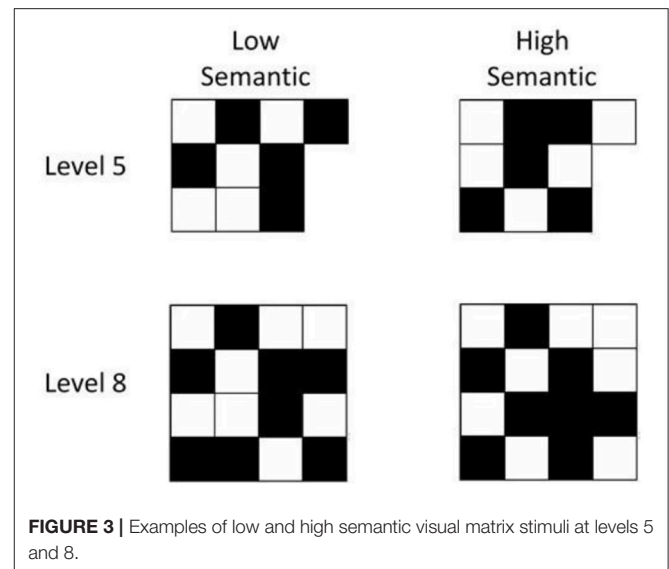 Low
Semantic
High
Semantic
Level 5
Level 8
FIGURE 3 | Examples of low and high semantic visual matrix stimuli at levels 5
and 8.